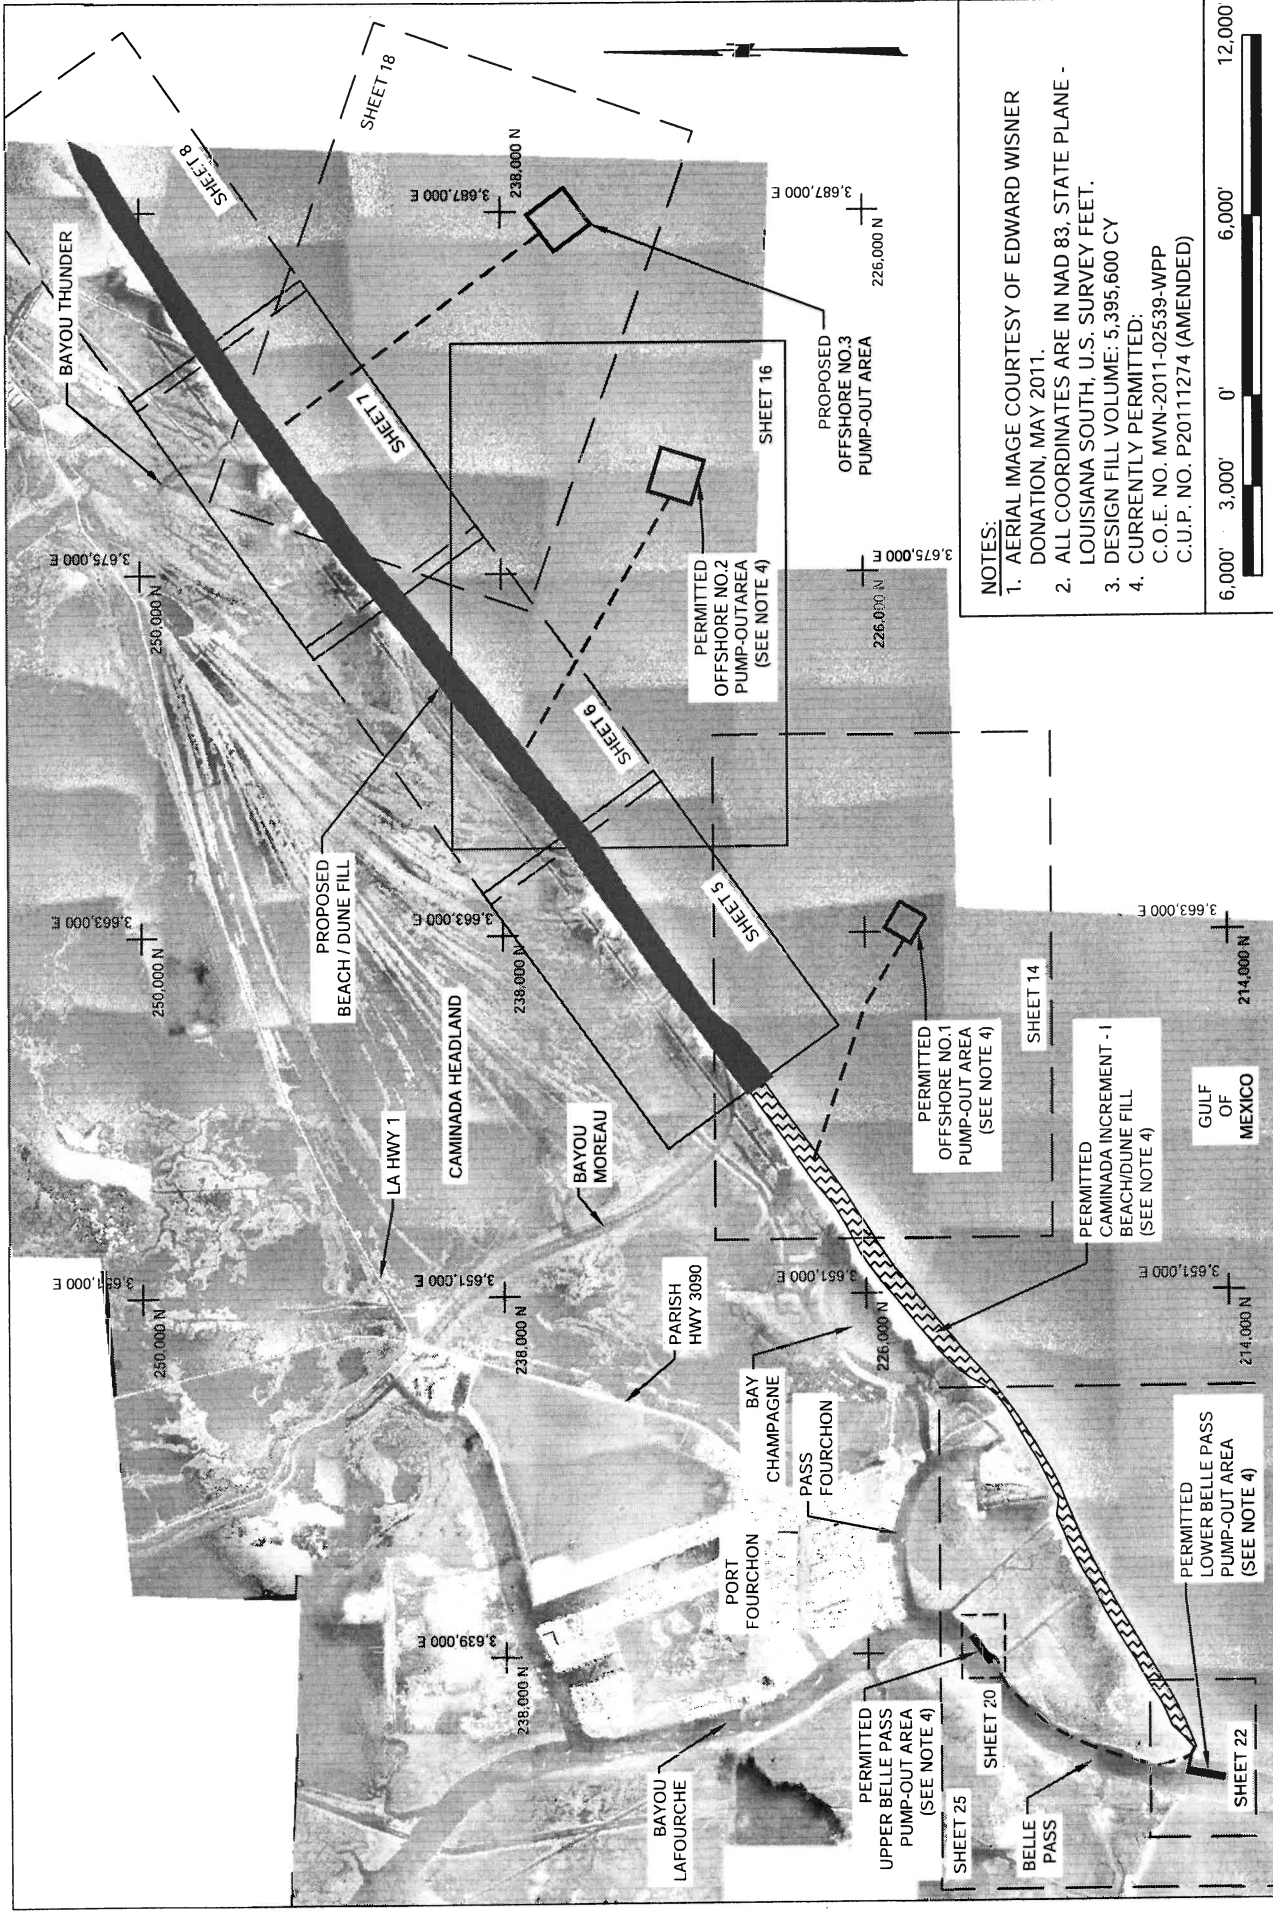 BAYOU
LAFOURCHE
PORT
FOURCHON
LA HWY 1
CAMINADA HEADLAND
BAYOU
MOREAU
PARISH
HWY 3090
BAY
CHAMPAGNE
PASS
FOURCHON
PROPOSED
BEACH / DUNE FILL
BAYOU THUNDER
SHEET 8
SHEET 18
SHEET 7
SHEET 6
SHEET 5
SHEET 16
SHEET 14
PERMITTED
UPPER BELLE PASS
PUMP-OUT AREA
(SEE NOTE 4)
SHEET 25
SHEET 20
BELLE
PASS
SHEET 22
PERMITTED
LOWER BELLE PASS
PUMP-OUT AREA
(SEE NOTE 4)
PERMITTED
CAMINADA INCREMENT - I
BEACH/DUNE FILL
(SEE NOTE 4)
GULF
OF
MEXICO
PERMITTED
OFFSHORE NO.1
PUMP-OUT AREA
(SEE NOTE 4)
PERMITTED
OFFSHORE NO.2
PUMP-OUTAREA
(SEE NOTE 4)
PROPOSED
OFFSHORE NO.3
PUMP-OUT AREA
250,000 N
3,651,000 E
250,000 N
3,663,000 E
250,000 N
3,675,000 E
238,000 N
3,639,000 E
238,000 N
3,651,000 E
238,000 N
3,663,000 E
238,000 N
3,687,000 E
226,000 N
3,651,000 E
226,000 N
3,675,000 E
226,000 N
3,687,000 E
214,000 N
3,651,000 E
214,000 N
3,663,000 E
NOTES:
1. AERIAL IMAGE COURTESY OF EDWARD WISNER
DONATION, MAY 2011.
2. ALL COORDINATES ARE IN NAD 83, STATE PLANE -
LOUISIANA SOUTH, U.S. SURVEY FEET.
3. DESIGN FILL VOLUME: 5,395,600 CY
4. CURRENTLY PERMITTED:
C.O.E. NO. MVN-2011-02539-WPP
C.U.P. NO. P20111274 (AMENDED)
6,000' 3,000' 0' 6,000' 12,000'